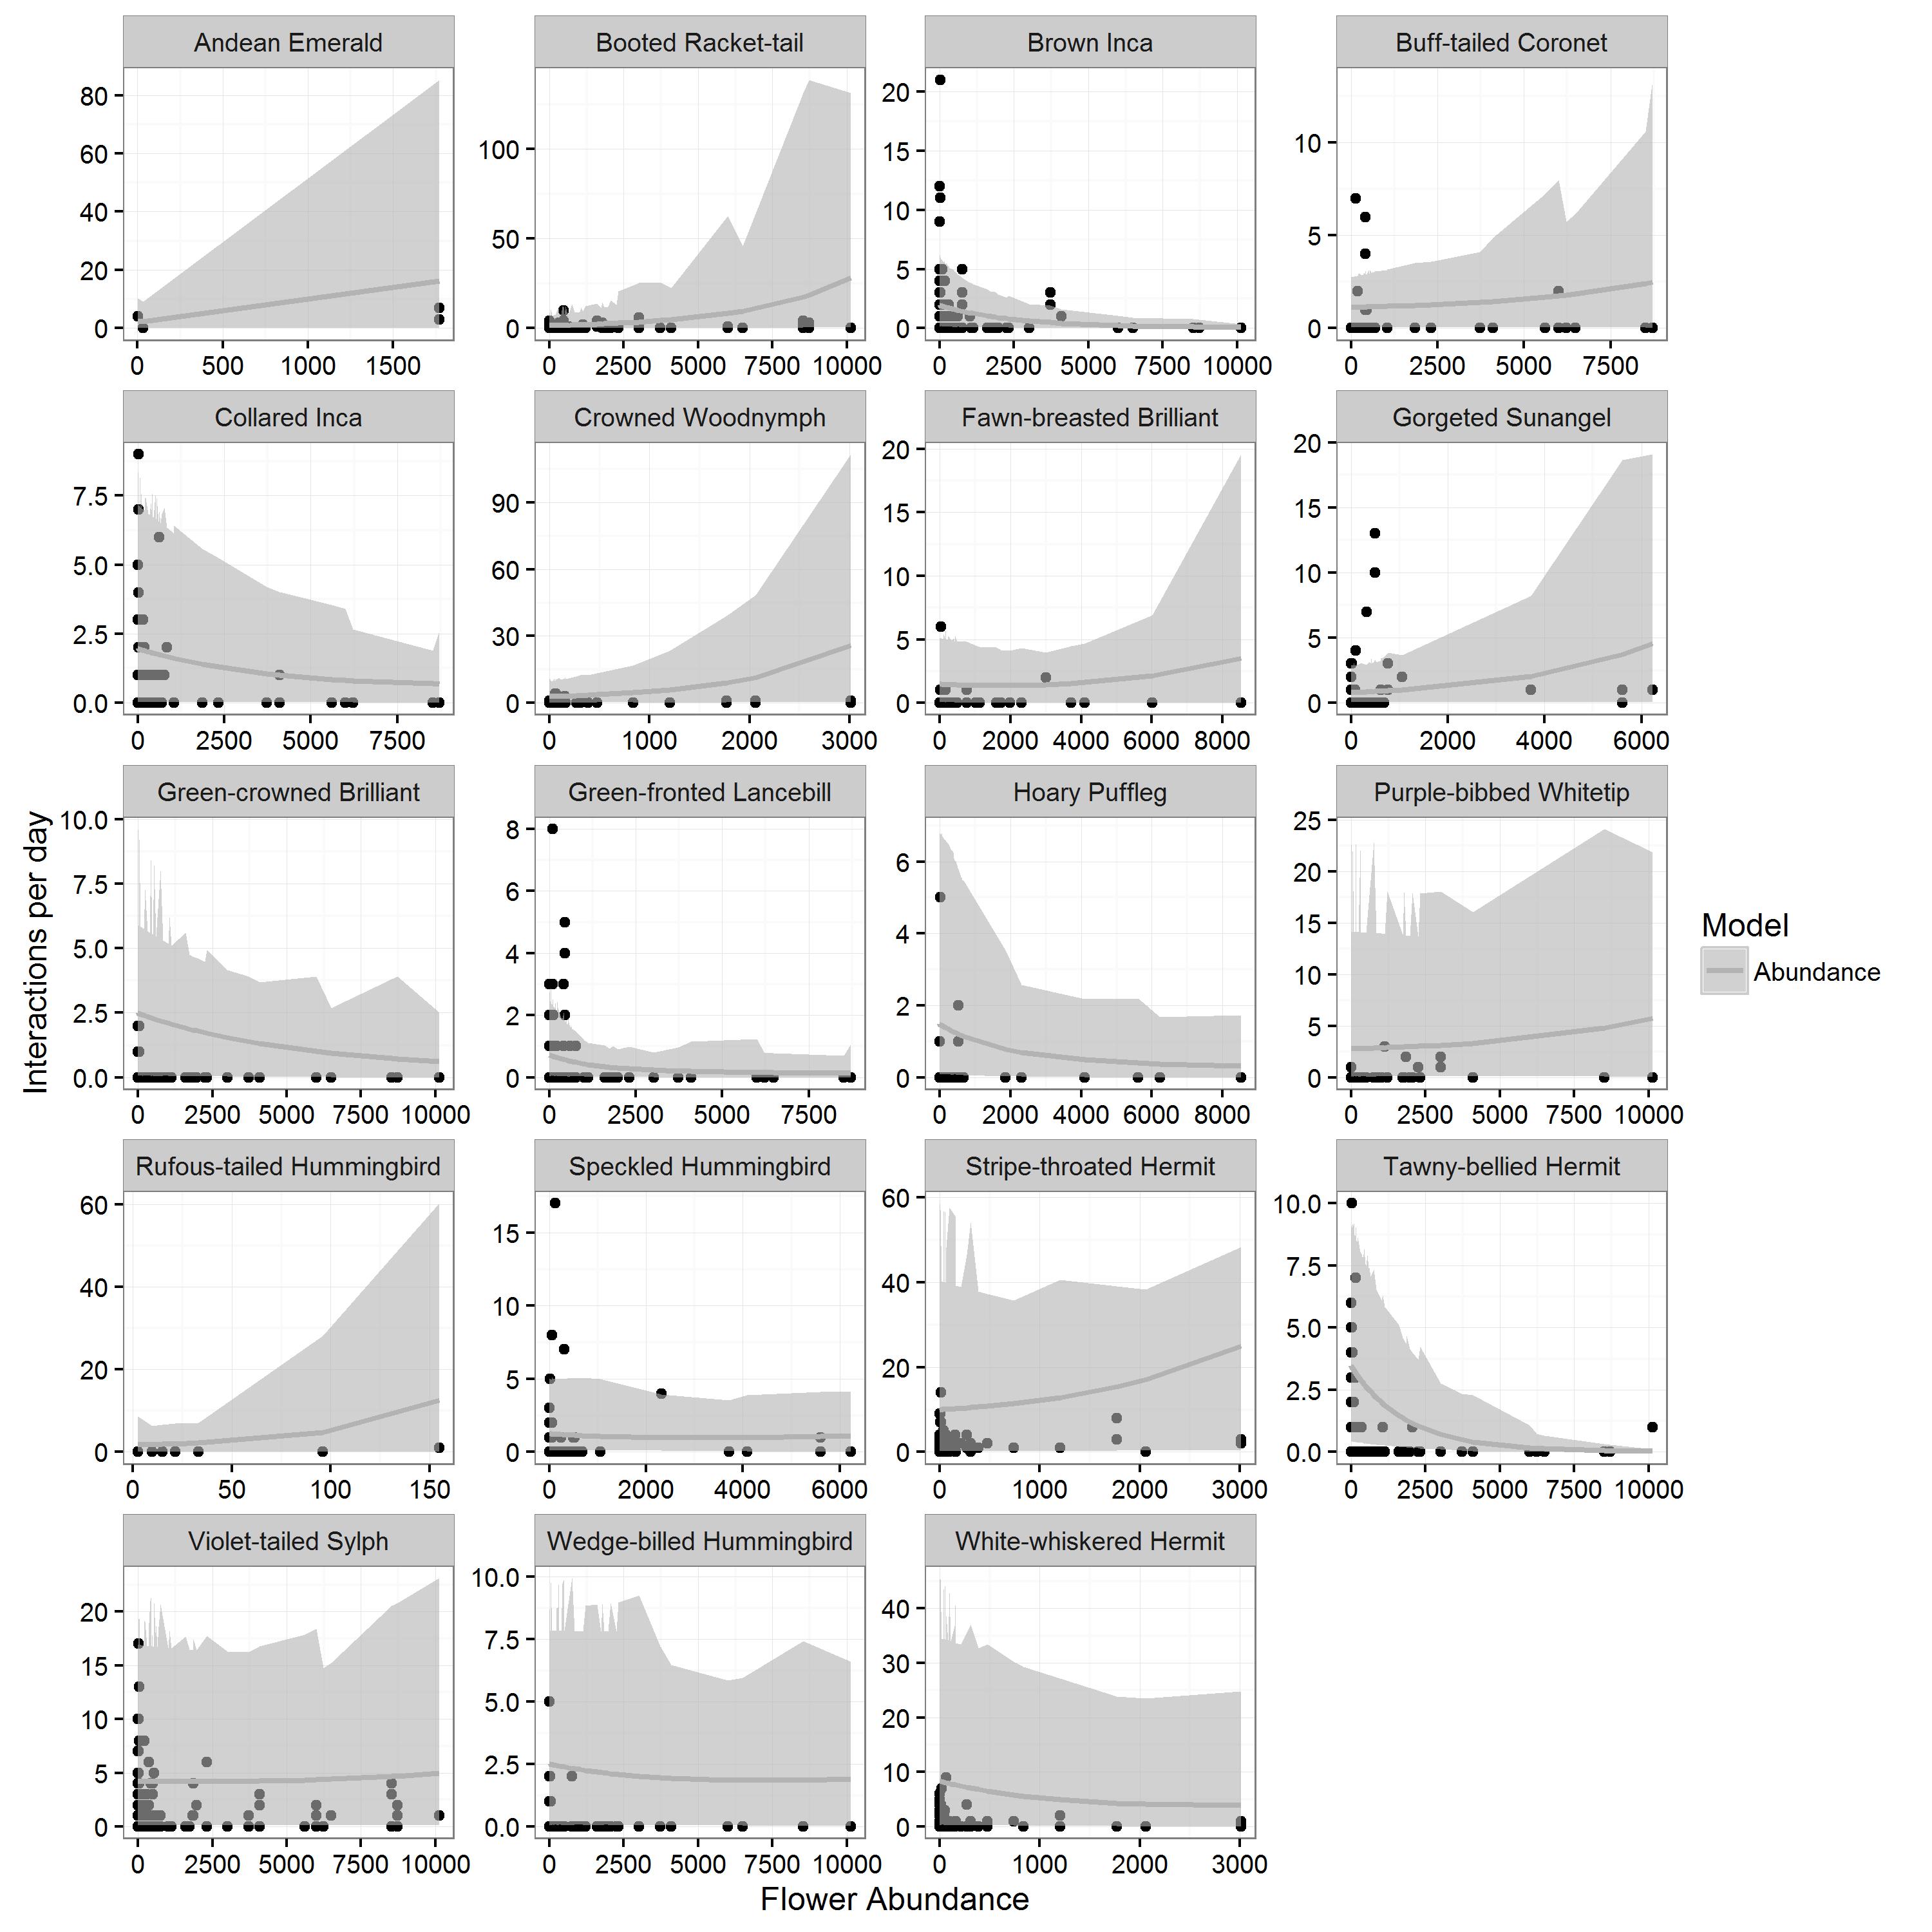 Andean Emerald
Booted Racket-tail
Brown Inca
Buff-tailed Coronet
80
60
40
20
0
0 500 1000 1500
100
50
0
0 2500 5000 7500 10000
20
15
10
5
0
0 2500 5000 7500 10000
10
5
0
0 2500 5000 7500
Collared Inca
Crowned Woodnymph
Fawn-breasted Brilliant
Gorgeted Sunangel
7.5
5.0
2.5
0.0
0 2500 5000 7500
90
60
30
0
0 1000 2000 3000
20
15
10
5
0
0 2000 4000 6000 8000
20
15
10
5
0
0 2000 4000 6000
Green-crowned Brilliant
Green-fronted Lancebill
Hoary Puffleg
Purple-bibbed Whitetip
10.0
7.5
5.0
2.5
0.0
0 2500 5000 7500 10000
8
6
4
2
0
0 2500 5000 7500
6
4
2
0
0 2000 4000 6000 8000
25
20
15
10
5
0
0 2500 5000 7500 10000
Rufous-tailed Hummingbird
Speckled Hummingbird
Stripe-throated Hermit
Tawny-bellied Hermit
60
40
20
0
0 50 100 150
15
10
5
0
0 2000 4000 6000
60
40
20
0
0 1000 2000 3000
10.0
7.5
5.0
2.5
0.0
0 2500 5000 7500 10000
Violet-tailed Sylph
Wedge-billed Hummingbird
White-whiskered Hermit
20
15
10
5
0
0 2500 5000 7500 10000
10.0
7.5
5.0
2.5
0.0
0 2500 5000 7500 10000
40
30
20
10
0
0 1000 2000 3000
Interactions per day
Flower Abundance
Model
Abundance